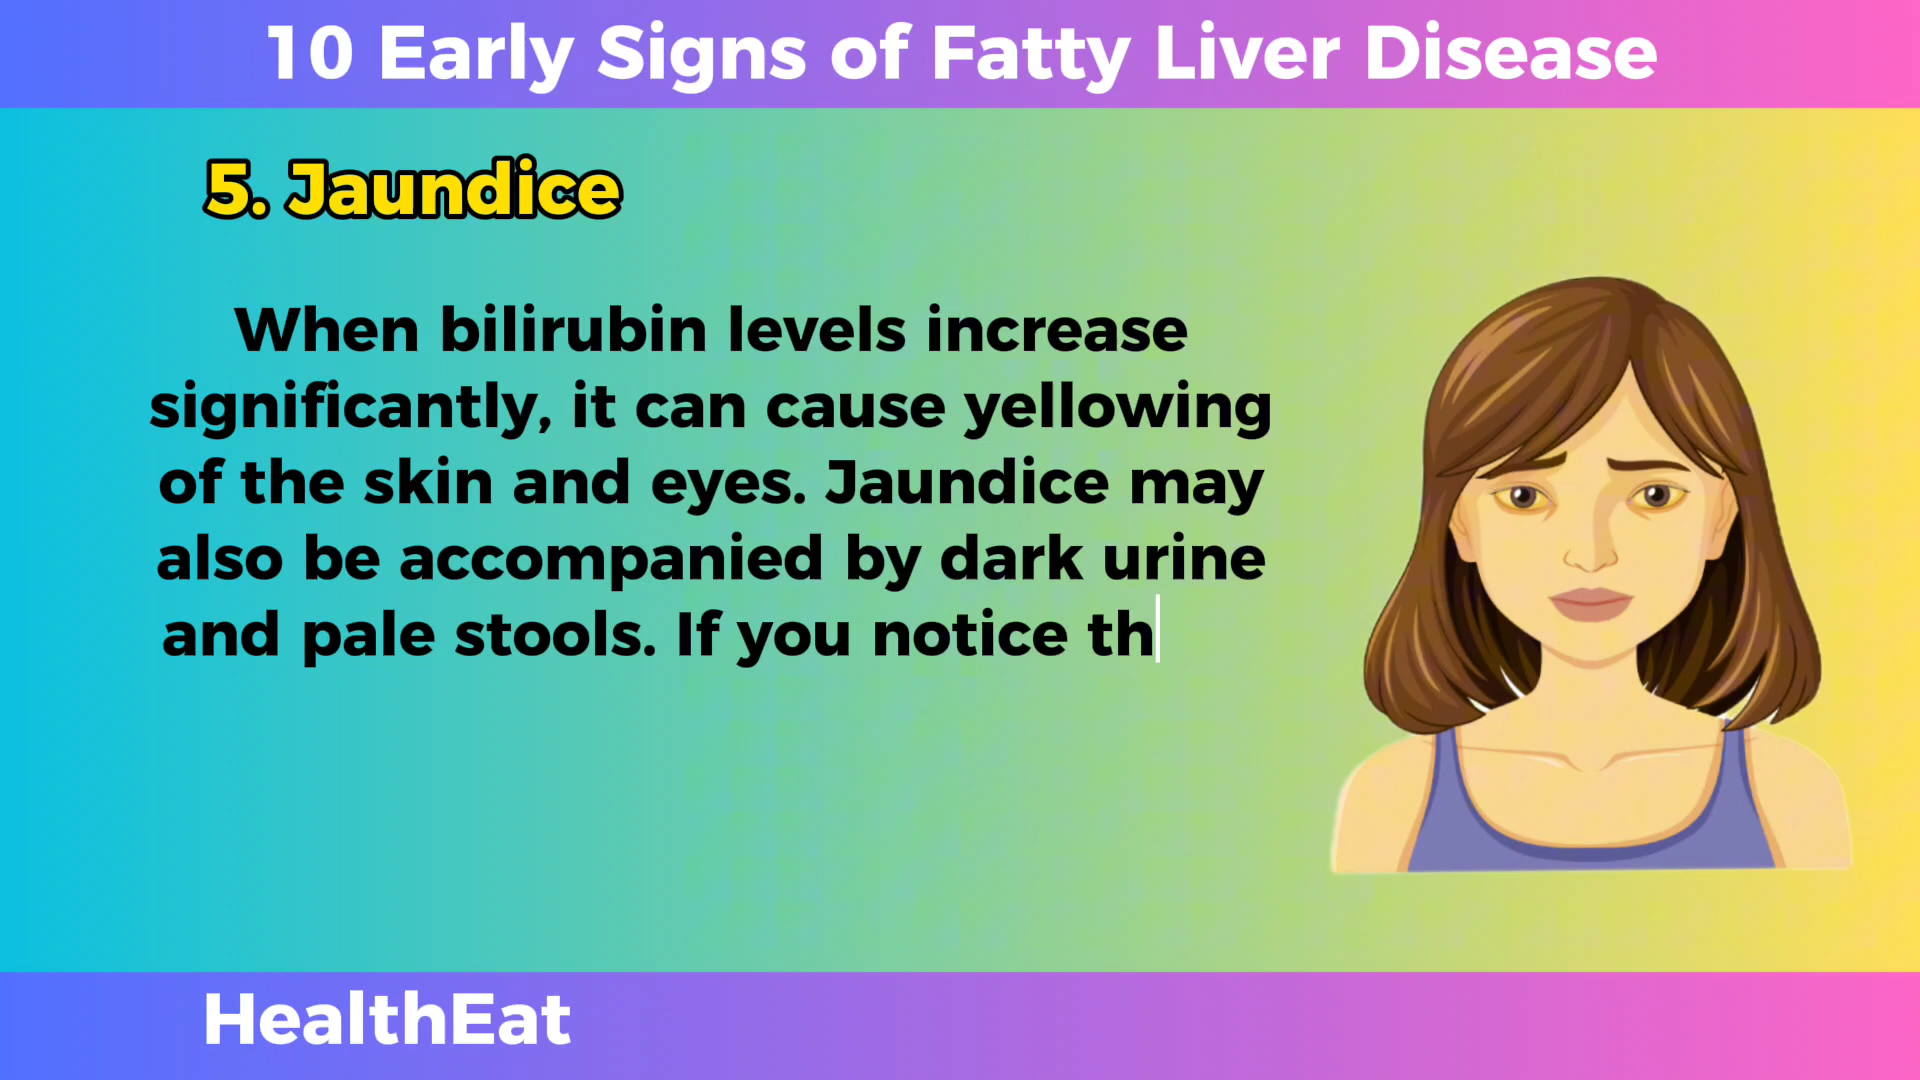 10 Early Signs of Fatty Liver Disease
5. Jaundice
When bilirubin levels increase
significantly, it can cause yellowing
of the skin and eyes. Jaundice may
also be accompanied by dark urine
and pale stools. If you notice th
HealthEat